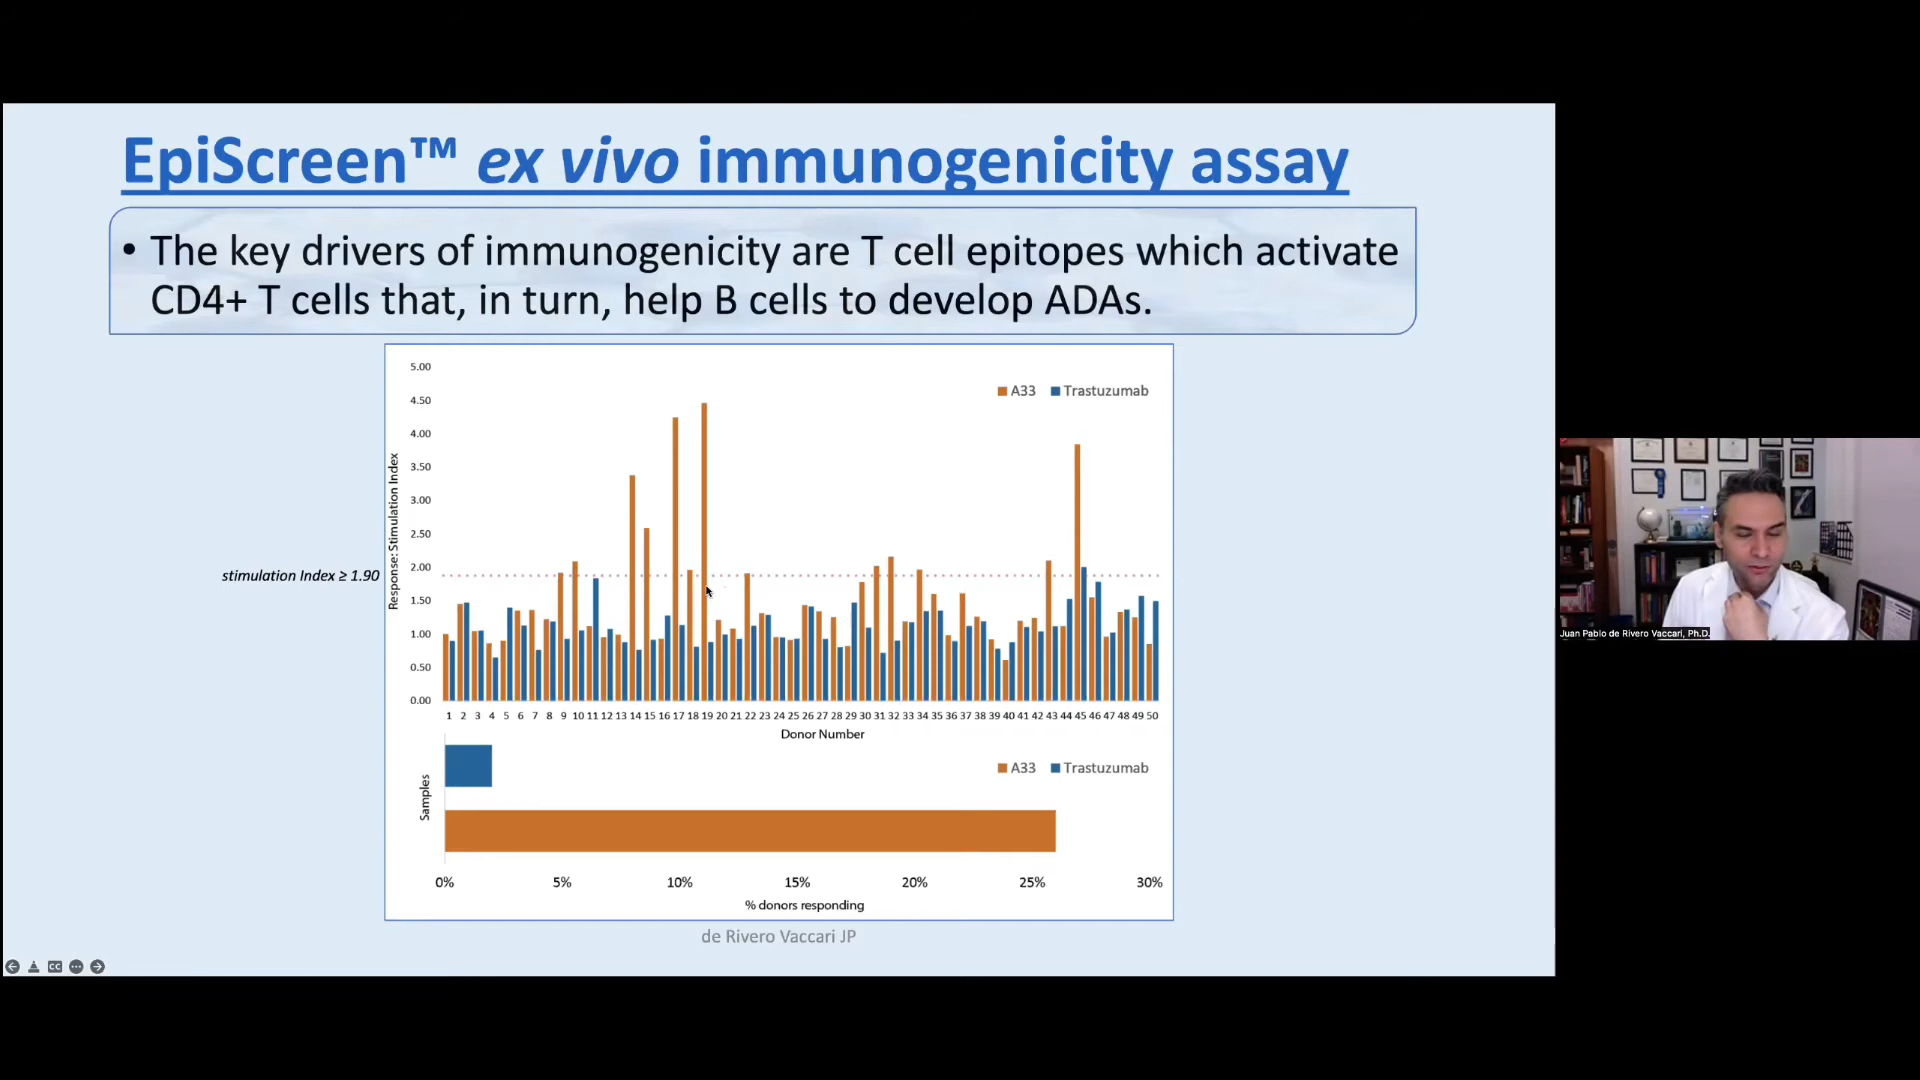 EpiScreen™ ex vivo immunogenicity assay
• The key drivers of immunogenicity are T cell epitopes which activate
CD4+ T cells that, in turn, help B cells to develop ADAs.
5.00
4.50
4.00
3.50
3.00
2.50
2.00
1.50
1.00
0.50
0.00
Response: Stimulation Index
A33 Trastuzumab
stimulation Index ≥ 1.90
1 2 3 4 5 6 7 8 9 10 11 12 13 14 15 16 17 18 19 20 21 22 23 24 25 26 27 28 29 30 31 32 33 34 35 36 37 38 39 40 41 42 43 44 45 46 47 48 49 50
Donor Number
Samples
A33 Trastuzumab
0% 5% 10% 15% 20% 25% 30%
% donors responding
de Rivero Vaccari JP
CC
Juan Pablo de Rivero Vaccari, Ph.D.